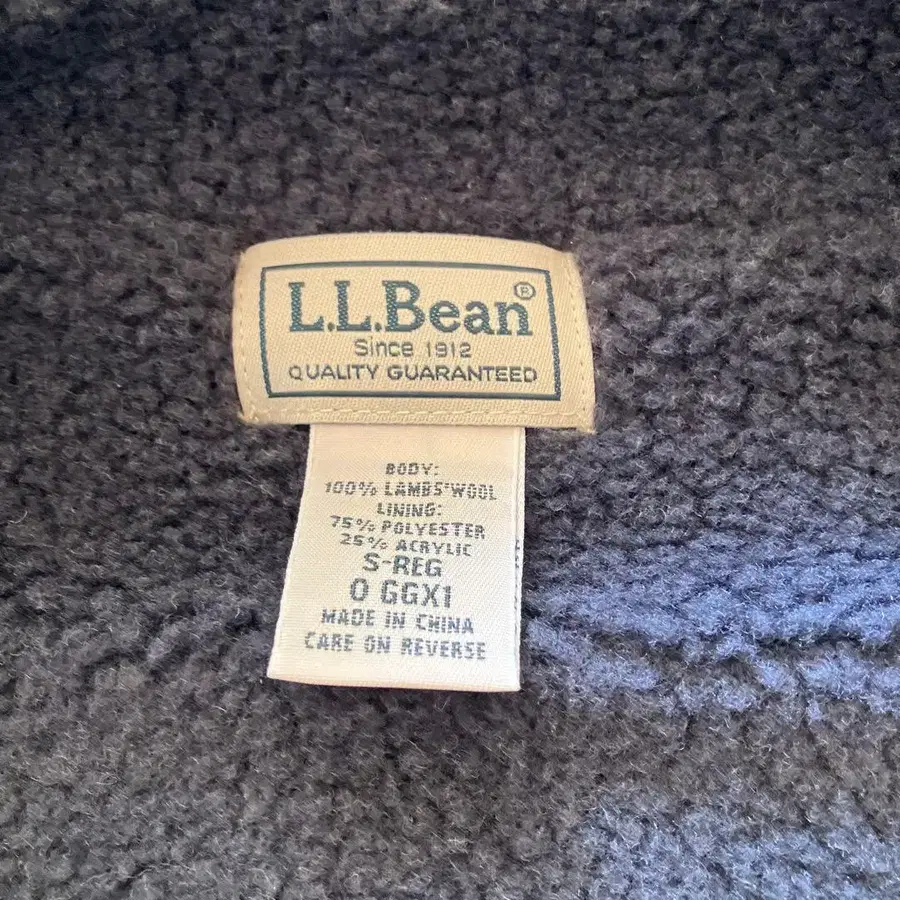 L.L.Bean®
Since 1912
QUALITY GUARANTEED
BODY:
100% LAMBS'WOOL
LINING:
75% POLYESTER
25% ACRYLIC
S-REG
0 GGX1
MADE IN CHINA
CARE ON REVERSE